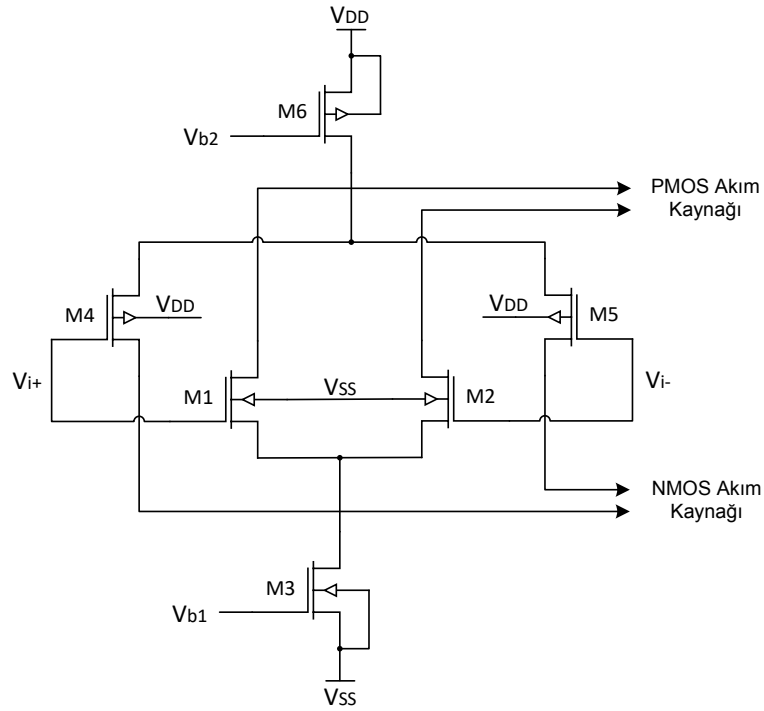 VDD
M6
Vb2
PMOS Akım
Kaynağı
M4
VDD
VDD
M5
Vi+
M1
VSS
M2
Vi-
NMOS Akım
Kaynağı
M3
Vb1
VSS